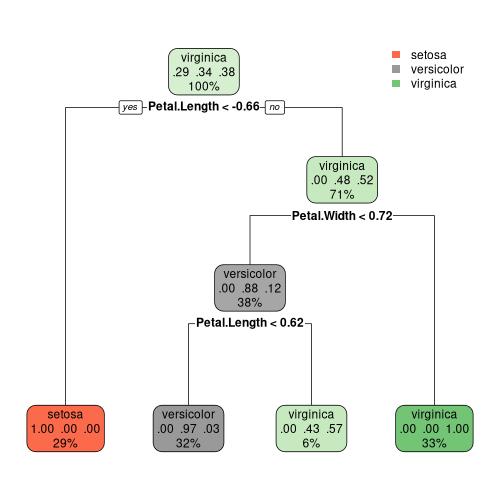 virginica
.29 .34 .38
100%
setosa
versicolor
virginica
yes Petal.Length < -0.66 no
virginica
.00 .48 .52
71%
Petal.Width < 0.72
versicolor
.00 .88 .12
38%
Petal.Length < 0.62
setosa
1.00 .00 .00
29%
versicolor
.00 .97 .03
32%
virginica
.00 .43 .57
6%
virginica
.00 .00 1.00
33%